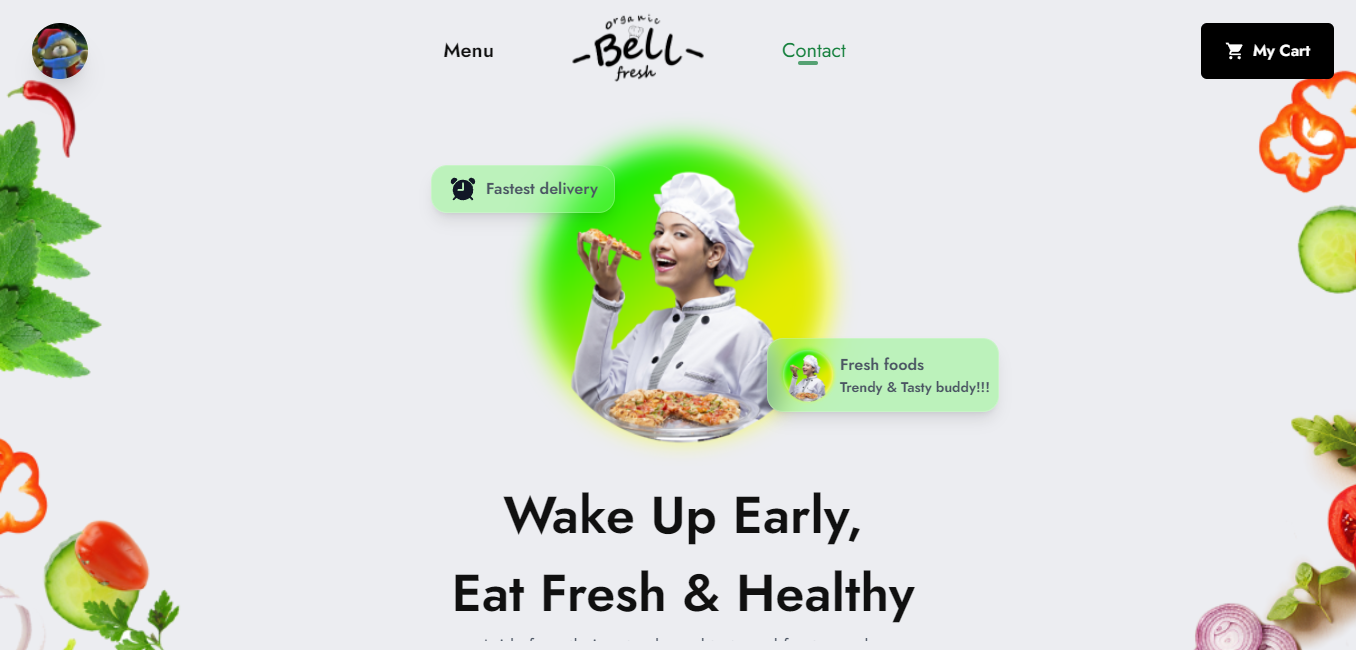 Menu
organic
Bell
fresh
Contact
My Cart
Fastest delivery
Fresh foods
Trendy & Tasty buddy!!!
Wake Up Early,
Eat Fresh & Healthy